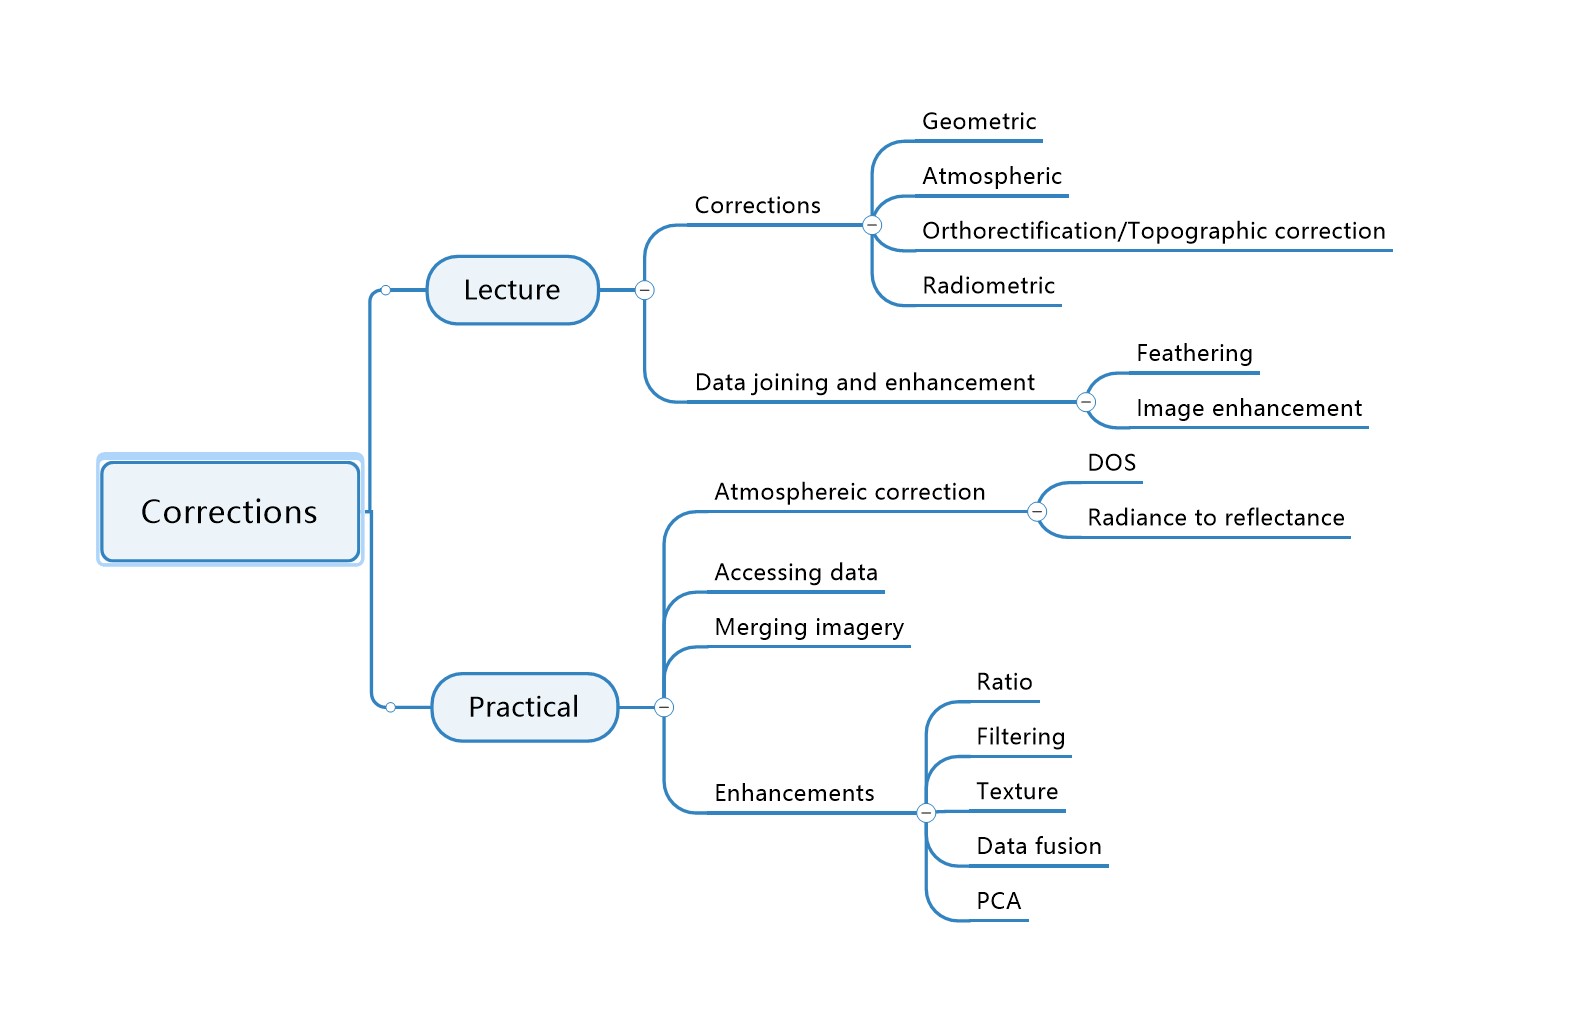 Corrections
Lecture
Corrections
Geometric
Atmospheric
Orthorectification/Topographic correction
Radiometric
Data joining and enhancement
Feathering
Image enhancement
Practical
Atmosphereic correction
DOS
Radiance to reflectance
Accessing data
Merging imagery
Enhancements
Ratio
Filtering
Texture
Data fusion
PCA